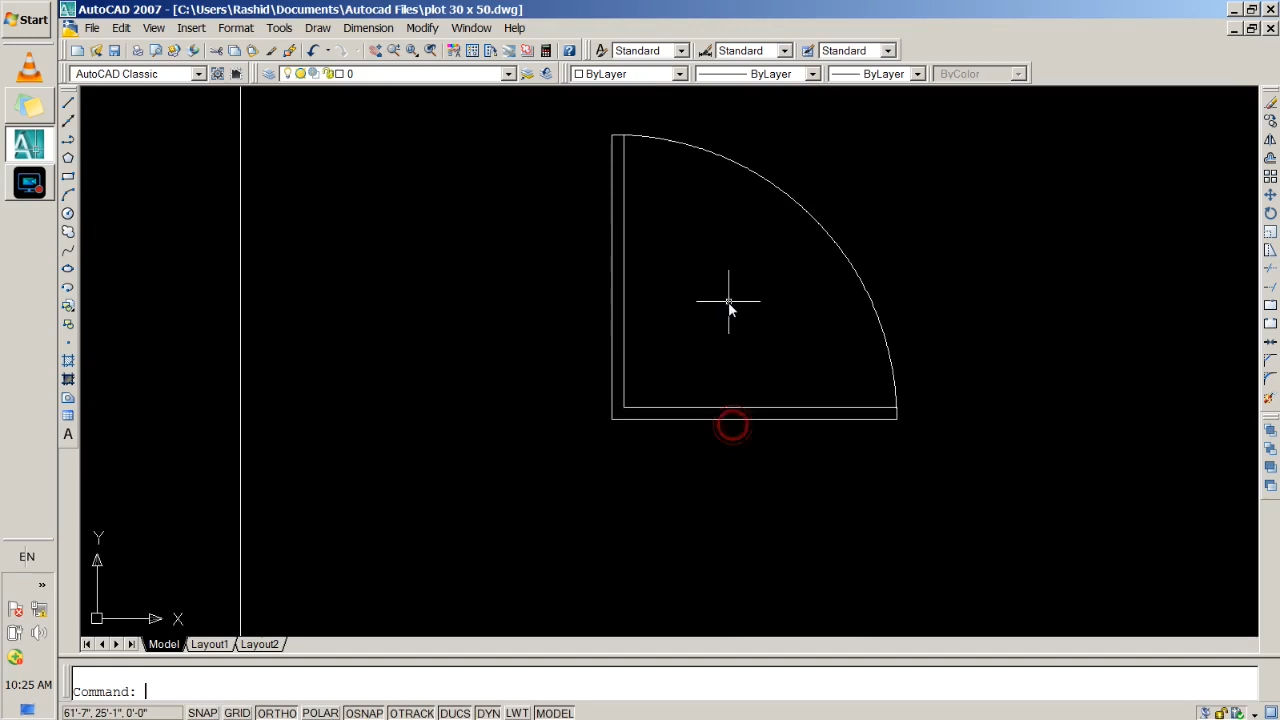 Start
AutoCAD 2007 - [C:\Users\Rashid\Documents\Autocad Files\plot 30 x 50.dwg]
File Edit View Insert Format Tools Draw Dimension Modify Window Help
Standard Standard Standard
AutoCAD Classic 0 ByLayer ByLayer ByLayer ByColor
A
Y
X
EN
»
Model Layout1 Layout2
10:25 AM
Command:
61'-7", 25'-1", 0'-0" SNAP GRID ORTHO POLAR OSNAP OTRACK DUCS DYN LWT MODEL